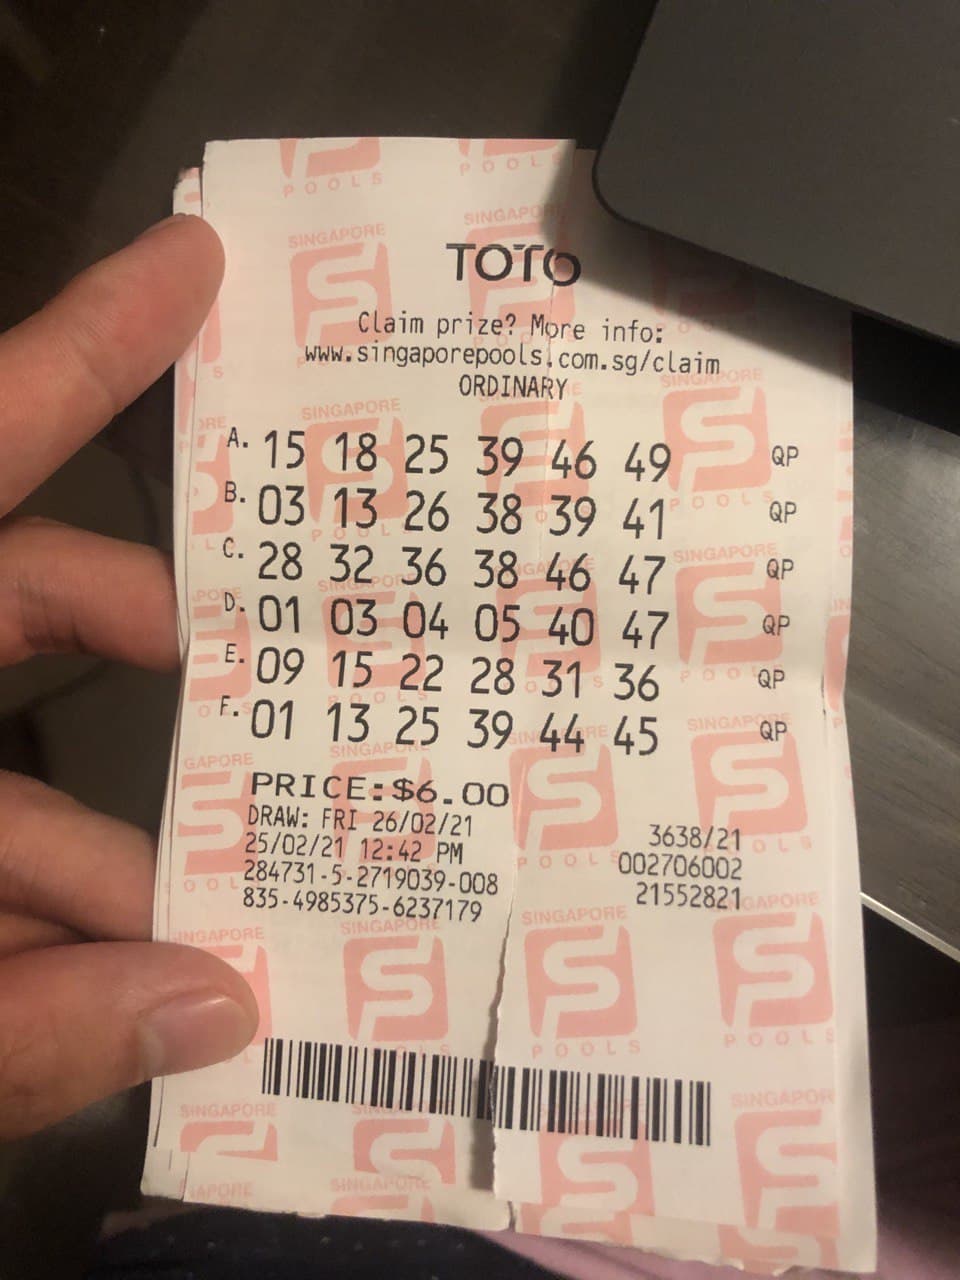 TOTO
Claim prize? More info:
www.singaporepools.com.sg/claim
ORDINARY
A. 15 18 25 39 46 49 QP
B. 03 13 26 38 39 41 QP
C. 28 32 36 38 46 47 QP
D. 01 03 04 05 40 47 QP
E. 09 15 22 28 31 36 QP
F. 01 13 25 39 44 45 QP
PRICE:$6.00
DRAW: FRI 26/02/21 3638/21
25/02/21 12:42 PM 002706002
284731-5-2719039-008 21552821
835-4985375-6237179
SINGAPORE
POOLS